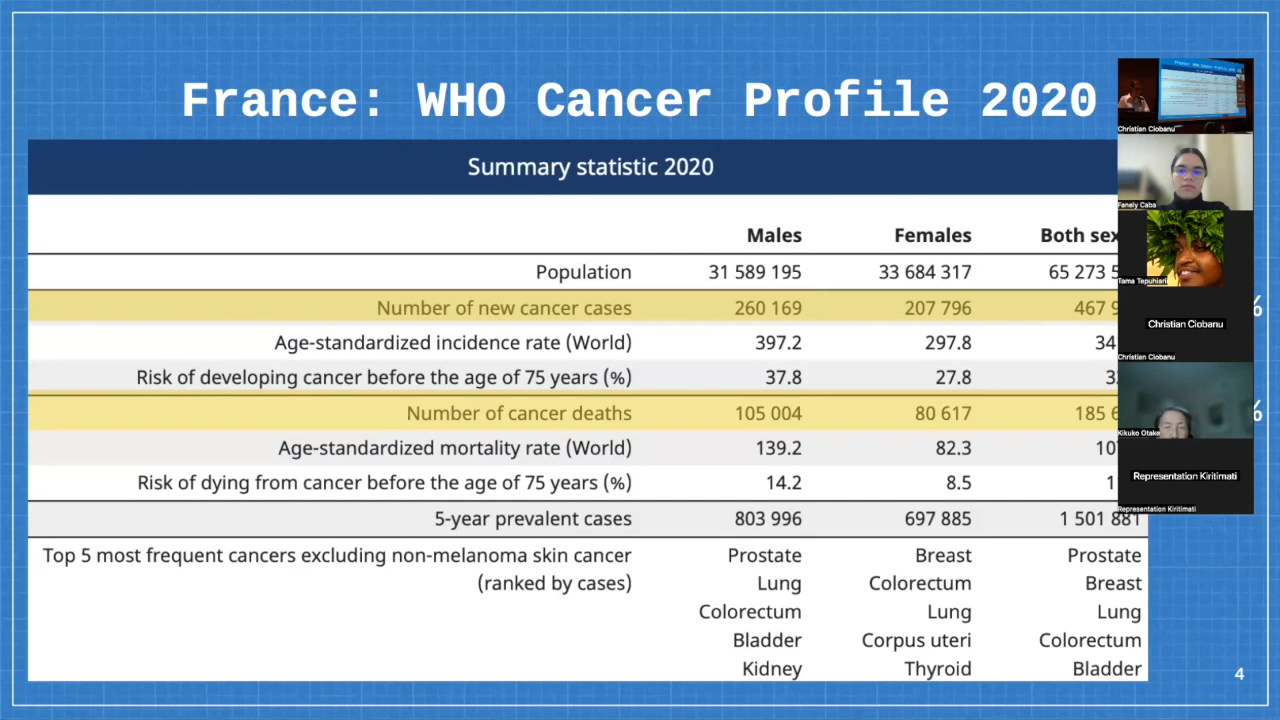 France: WHO Cancer Profile 2020
Summary statistic 2020
Males Females Both sex
Population 31 589 195 33 684 317 65 273 5
Number of new cancer cases 260 169 207 796 467 9 %
Age-standardized incidence rate (World) 397.2 297.8 34
Risk of developing cancer before the age of 75 years (%) 37.8 27.8 3
Number of cancer deaths 105 004 80 617 185 6 %
Age-standardized mortality rate (World) 139.2 82.3 10
Risk of dying from cancer before the age of 75 years (%) 14.2 8.5 1
5-year prevalent cases 803 996 697 885 1 501 881
Top 5 most frequent cancers excluding non-melanoma skin cancer Prostate Breast Prostate
(ranked by cases) Lung Colorectum Breast
Colorectum Lung Lung
Bladder Corpus uteri Colorectum
Kidney Thyroid Bladder
4
Christian Ciobanu
Fanely Caba
Tama Tepuhiari
Christian Ciobanu
Christian Ciobanu
Kikuko Otake
Representation Kiritimati
Representation Kiritimati